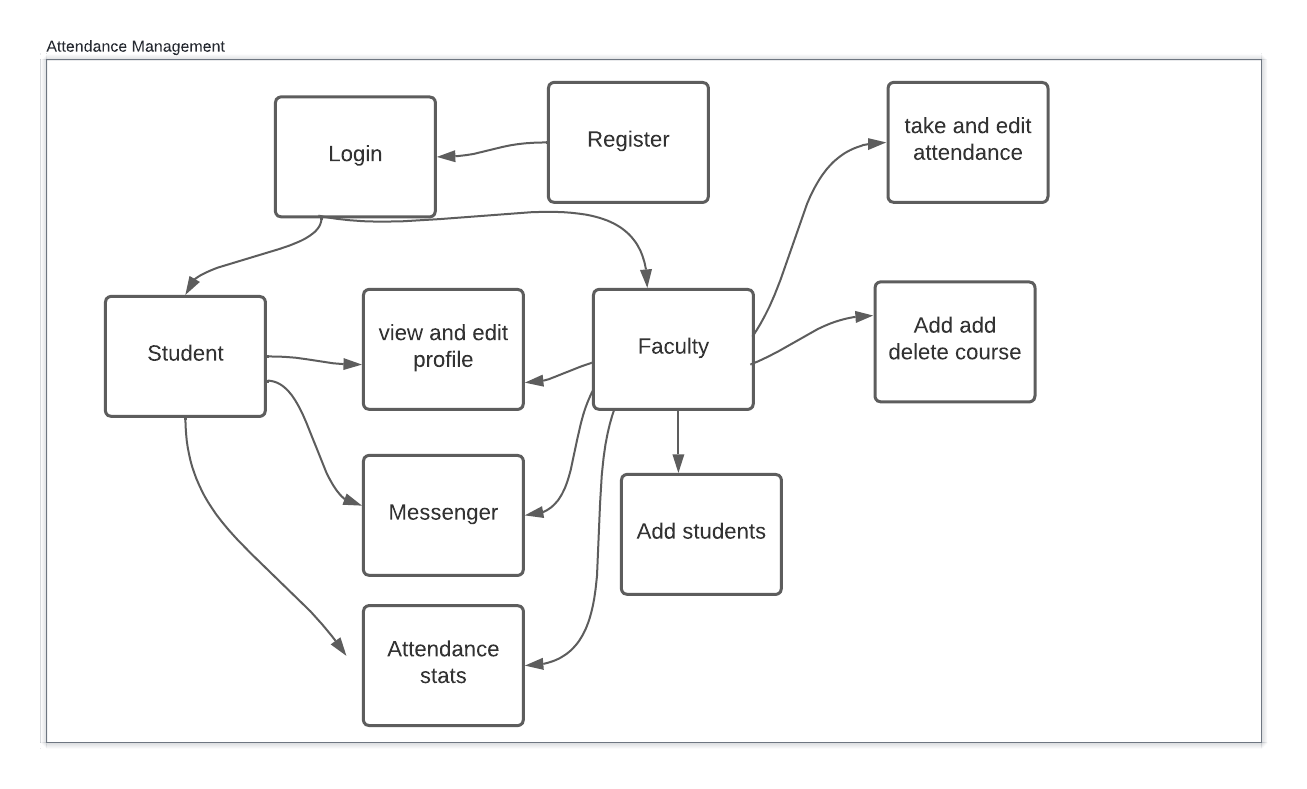 Attendance Management
Login
Register
take and edit
attendance
Student
view and edit
profile
Faculty
Add add
delete course
Messenger
Add students
Attendance
stats